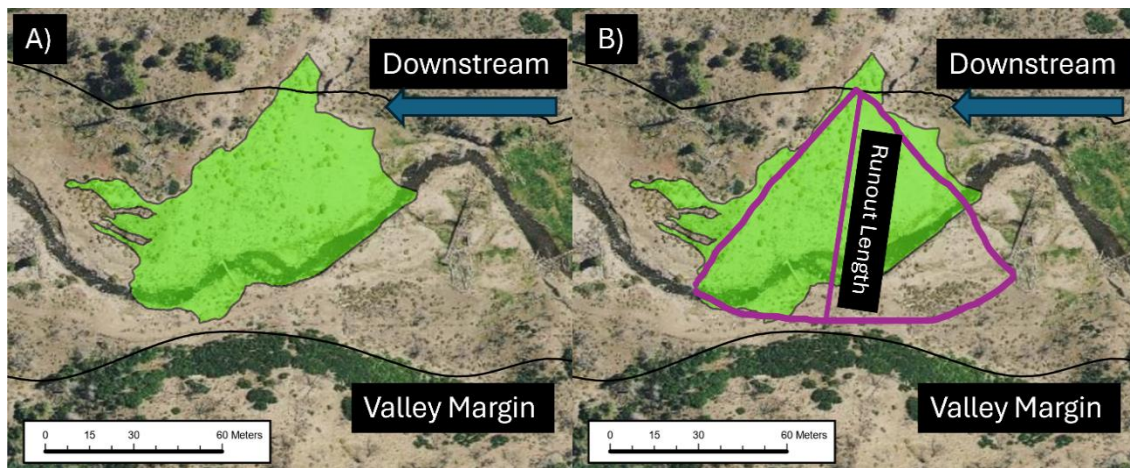 A)
Downstream
Valley Margin
0 15 30 60 Meters
B)
Downstream
Runout Length
Valley Margin
0 15 30 60 Meters